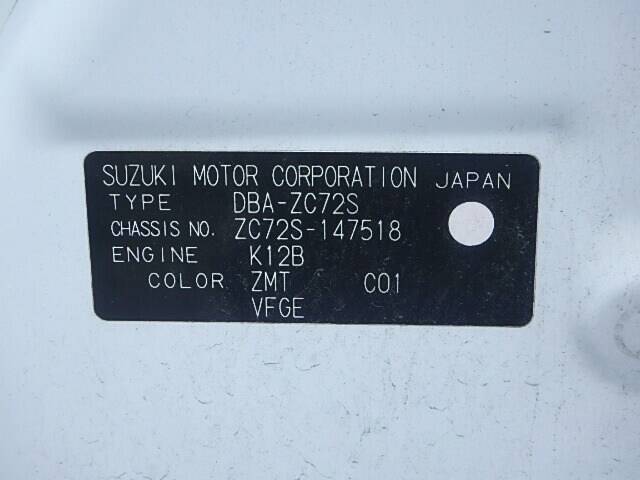 SUZUKI MOTOR CORPORATION JAPAN
TYPE DBA-ZC72S
CHASSIS NO. ZC72S-147518
ENGINE K12B
COLOR ZMT C01
VFGE